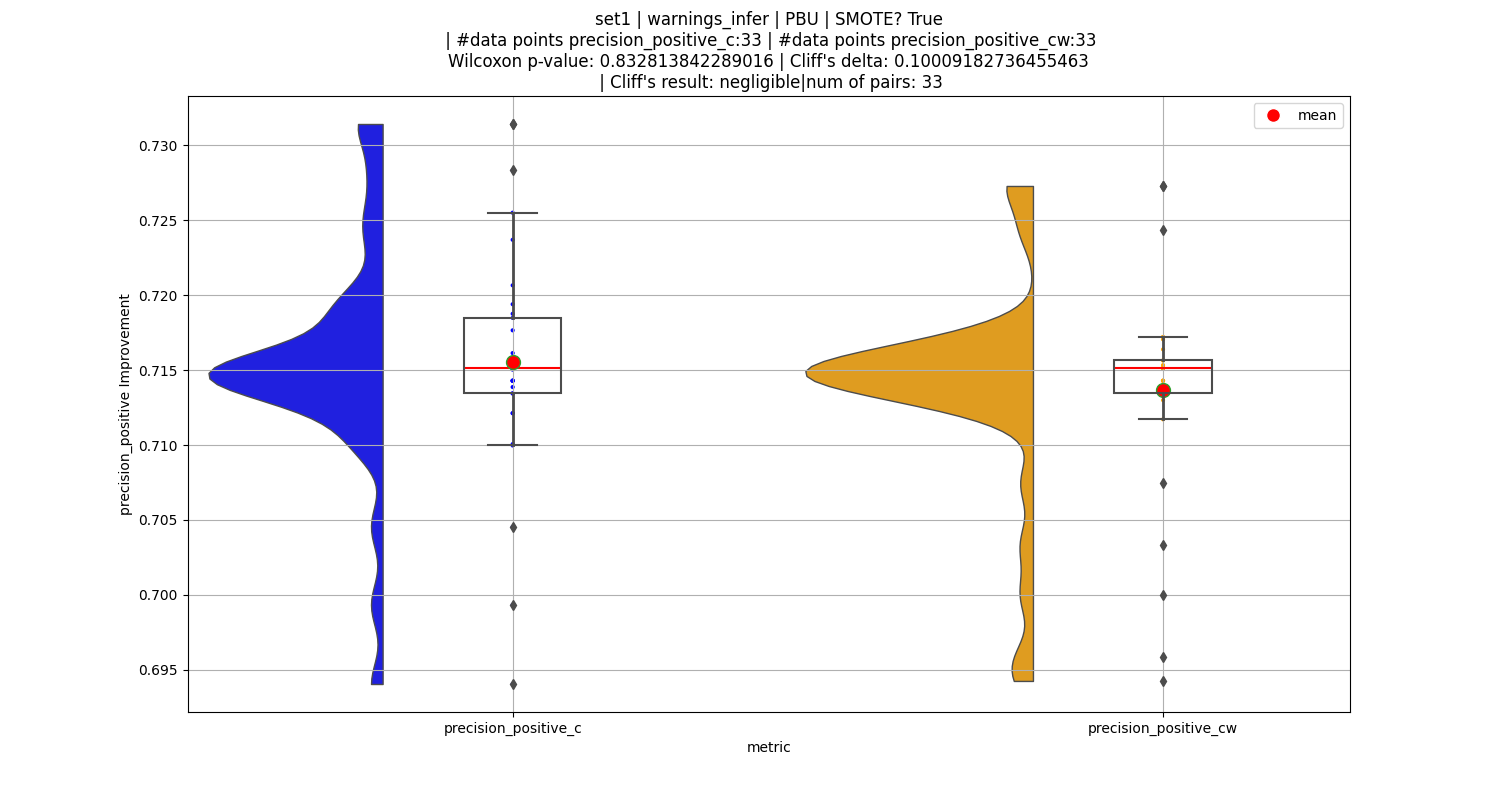 set1 | warnings_infer | PBU | SMOTE? True
| #data points precision_positive_c:33 | #data points precision_positive_cw:33
Wilcoxon p-value: 0.832813842289016 | Cliff's delta: 0.10009182736455463
| Cliff's result: negligible|num of pairs: 33
mean
0.730
0.725
0.720
0.715
0.710
0.705
0.700
0.695
precision_positive Improvement
precision_positive_c
precision_positive_cw
metric